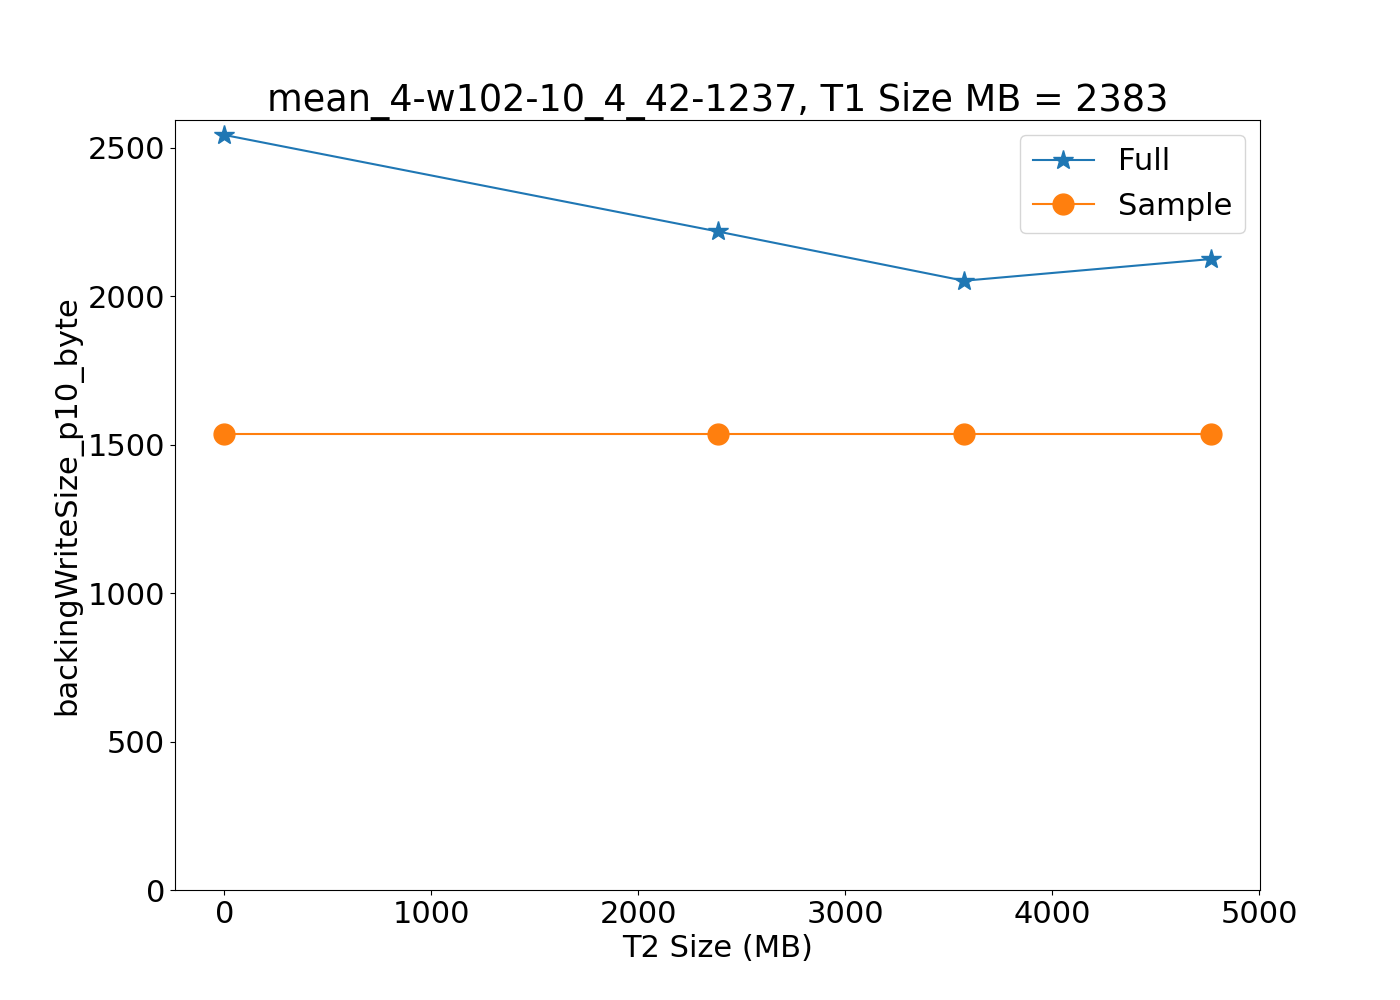 mean_4-w102-10_4_42-1237, T1 Size MB = 2383
Full
Sample
backingWriteSize_p10_byte
2500
2000
1500
1000
500
0
0 1000 2000 3000 4000 5000
T2 Size (MB)